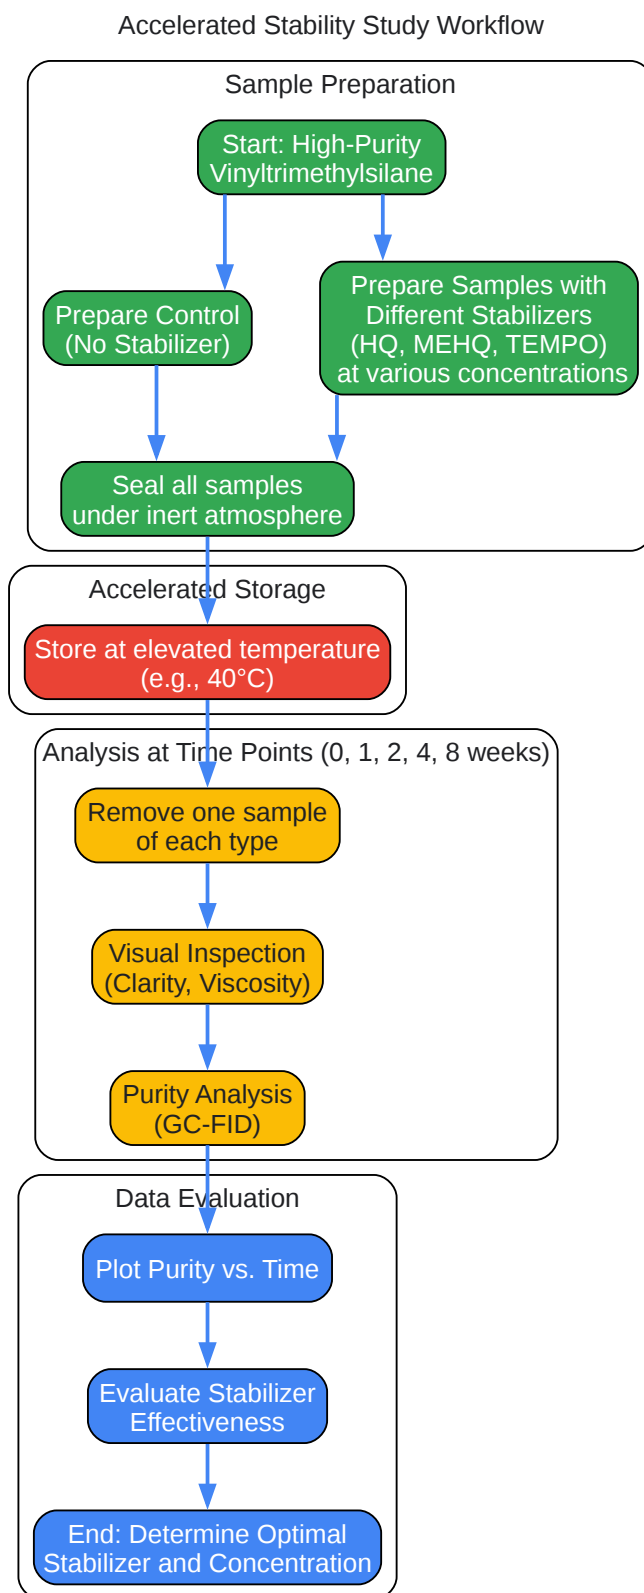 Accelerated Stability Study Workflow
Sample Preparation
Start: High-Purity
Vinyltrimethylsilane
Prepare Control
(No Stabilizer)
Prepare Samples with
Different Stabilizers
(HQ, MEHQ, TEMPO)
at various concentrations
Seal all samples
under inert atmosphere
Accelerated Storage
Store at elevated temperature
(e.g., 40°C)
Analysis at Time Points (0, 1, 2, 4, 8 weeks)
Remove one sample
of each type
Visual Inspection
(Clarity, Viscosity)
Purity Analysis
(GC-FID)
Data Evaluation
Plot Purity vs. Time
Evaluate Stabilizer
Effectiveness
End: Determine Optimal
Stabilizer and Concentration